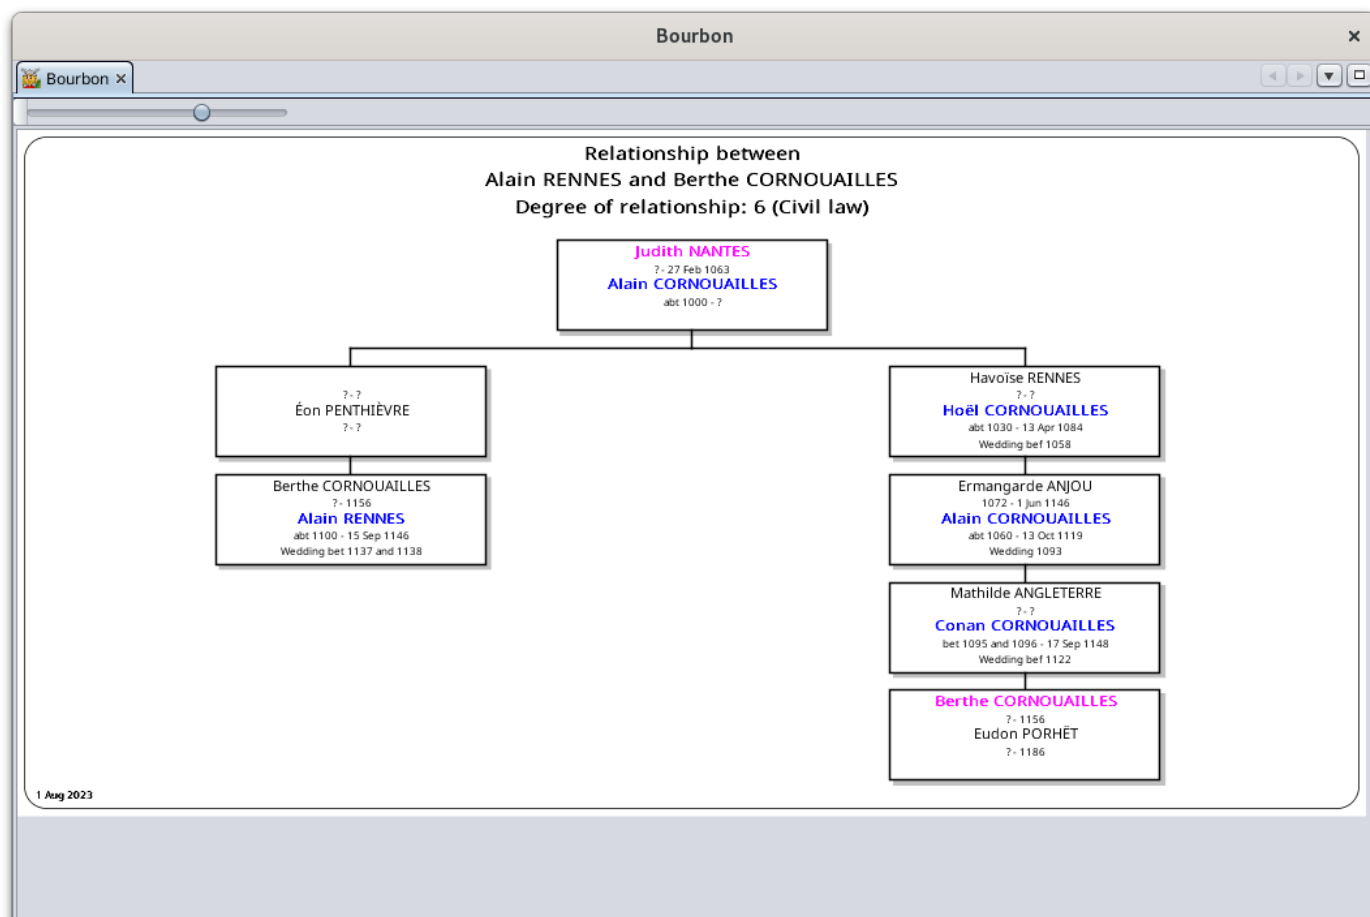 Bourbon
Bourbon
Relationship between
Alain RENNES and Berthe CORNOUAILLES
Degree of relationship: 6 (Civil law)
Judith NANTES
? - 27 Feb 1063
Alain CORNOUAILLES
abt 1000 - ?
? - ?
Éon PENTHIÈVRE
? - ?
Berthe CORNOUAILLES
? - 1156
Alain RENNES
abt 1100 - 15 Sep 1146
Wedding bet 1137 and 1138
Havoïse RENNES
? - ?
Hoël CORNOUAILLES
abt 1030 - 13 Apr 1084
Wedding bef 1058
Ermangarde ANJOU
1072 - 1 Jun 1146
Alain CORNOUAILLES
abt 1060 - 13 Oct 1119
Wedding 1093
Mathilde ANGLETERRE
? - ?
Conan CORNOUAILLES
bet 1095 and 1096 - 17 Sep 1148
Wedding bef 1122
Berthe CORNOUAILLES
? - 1156
Eudon PORHËT
? - 1186
1 Aug 2023